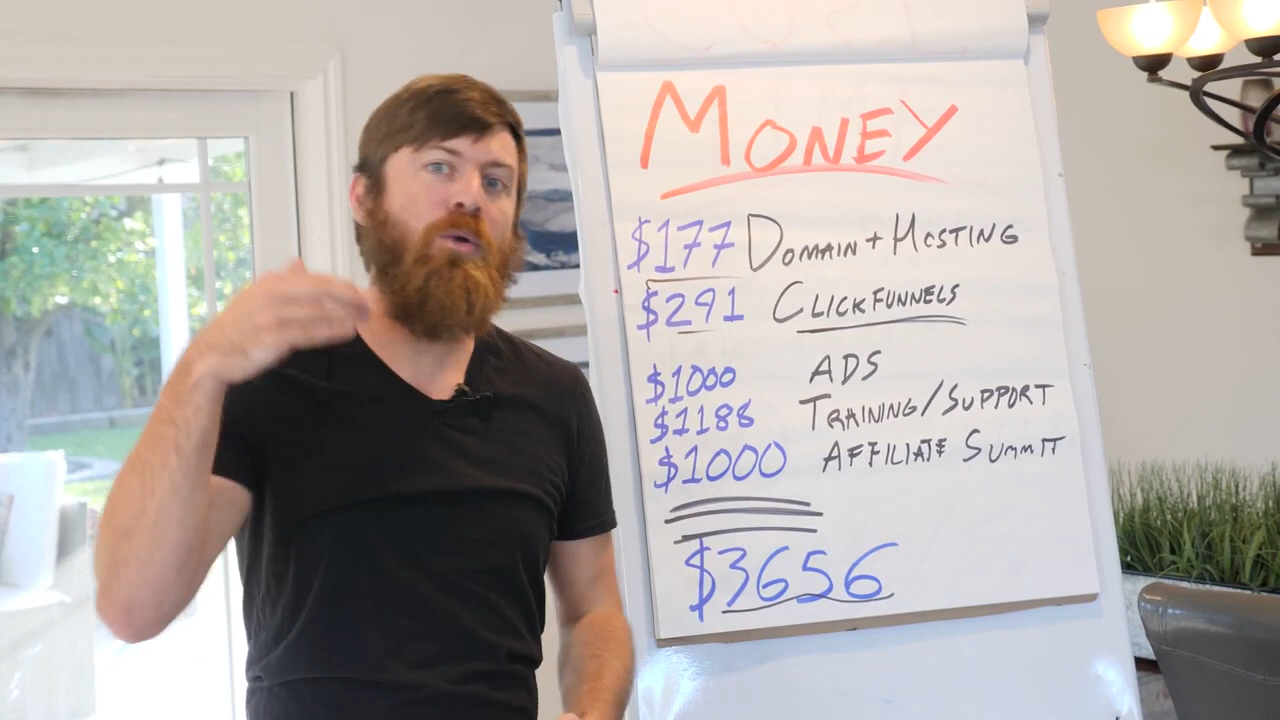 MONEY
$177 DOMAIN + HOSTING
$291 CLICKFUNNELS
$1000 ADS
$1188 TRAINING/SUPPORT
$1000 AFFILIATE SUMMIT
$3656